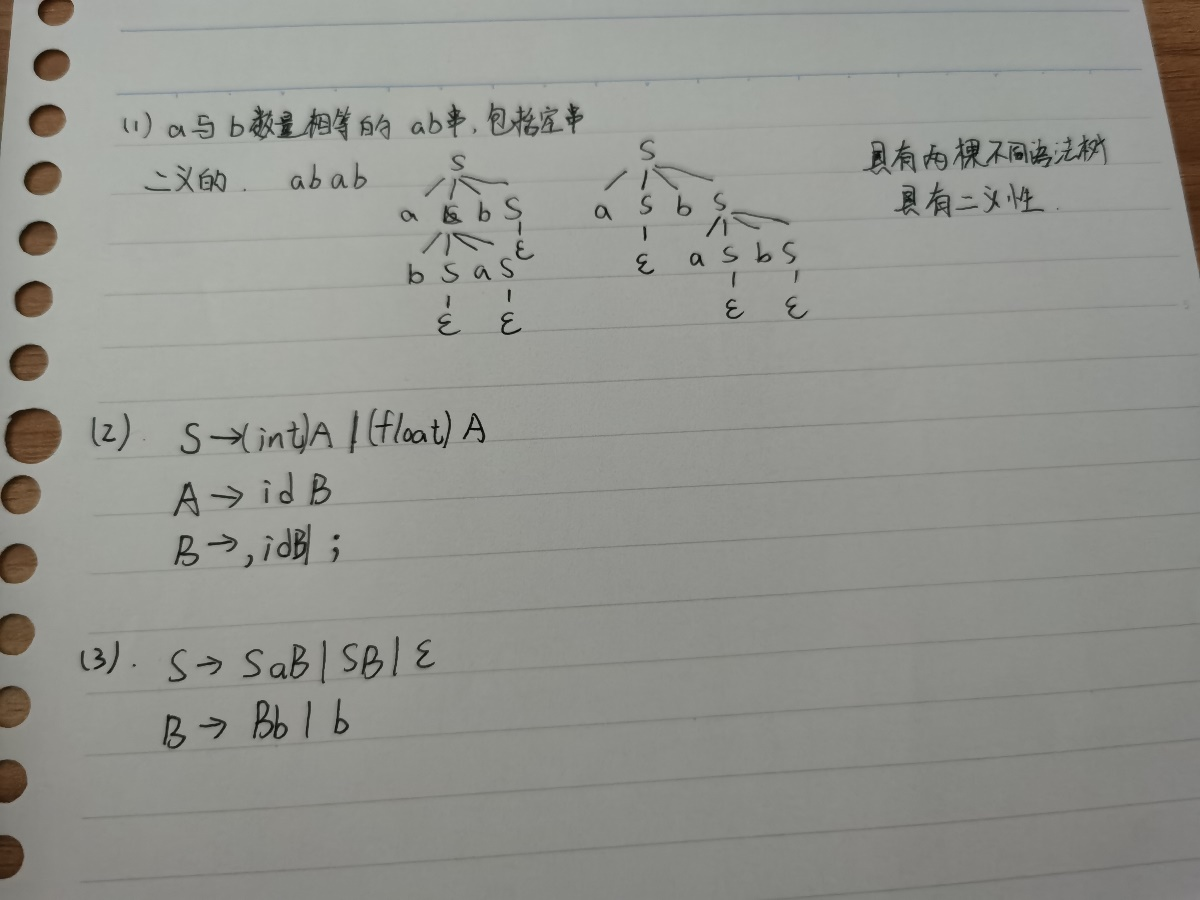 (1) a与b数量相等的 ab串,包括空串
二义的. abab
S
a S b S
b S a S ε
ε ε
S
a S b S
ε a S b S
ε ε
具有两棵不同语法树
具有二义性.
(2). S→(int)A | (float) A
A → id B
B →, idB| ;
(3). S → SaB | SB | ε
B → Bb | b